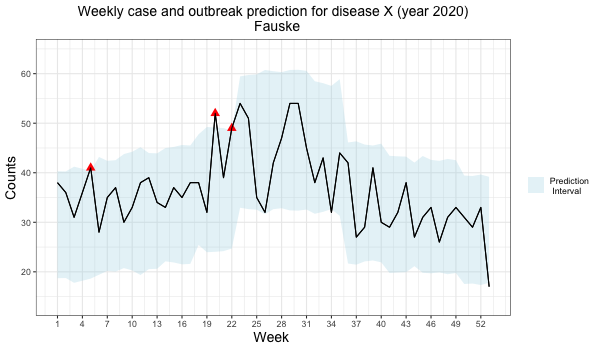 Weekly case and outbreak prediction for disease X (year 2020)
Fauske
Counts
60
50
40
30
20
Prediction
Interval
1 4 7 10 13 16 19 22 25 28 31 34 37 40 43 46 49 52
Week